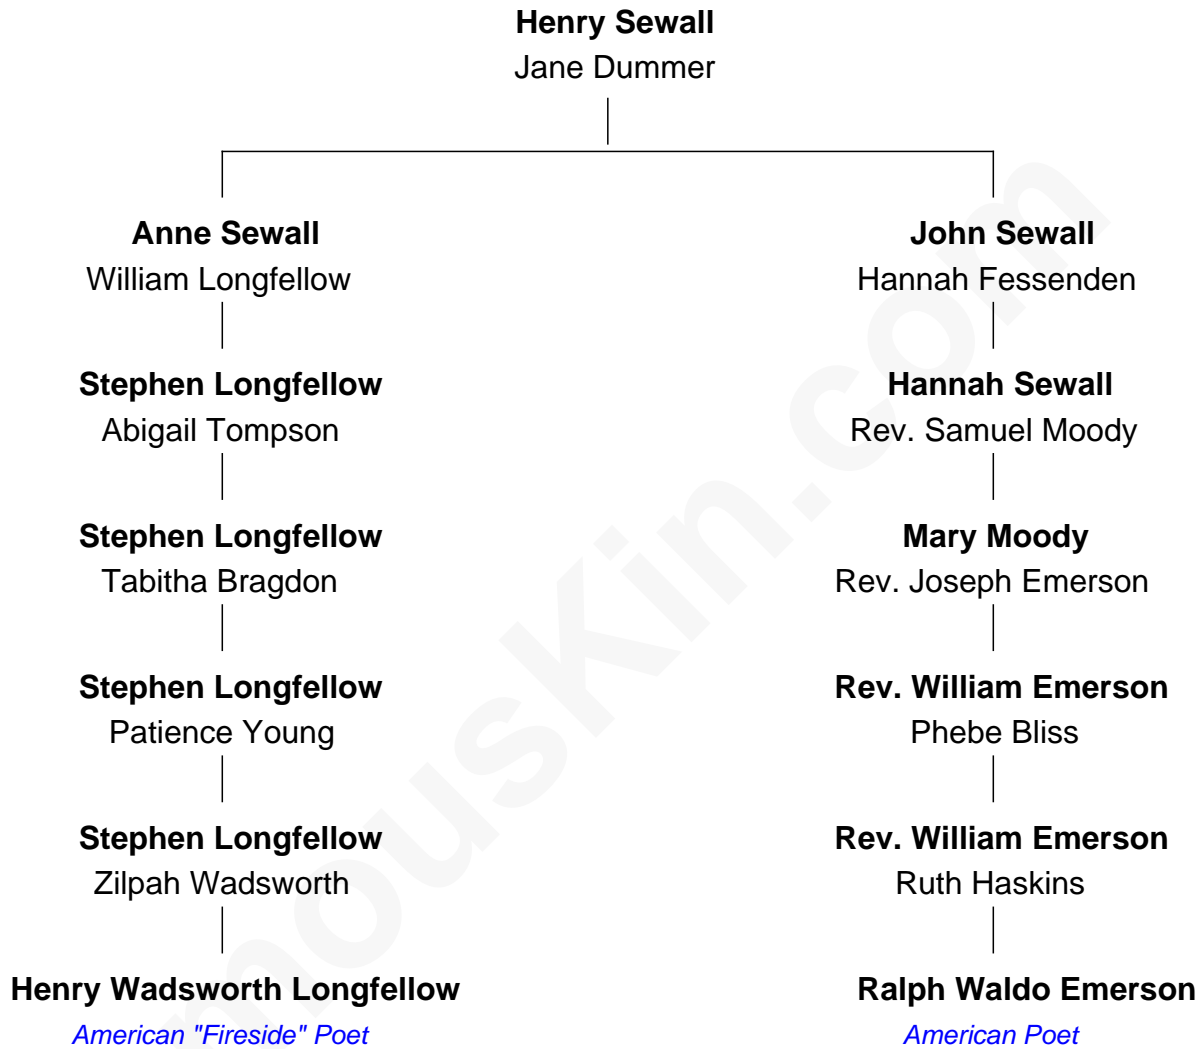 Henry Sewall
Jane Dummer
Anne Sewall
William Longfellow
John Sewall
Hannah Fessenden
Stephen Longfellow
Abigail Tompson
Hannah Sewall
Rev. Samuel Moody
Stephen Longfellow
Tabitha Bragdon
Mary Moody
Rev. Joseph Emerson
Stephen Longfellow
Patience Young
Rev. William Emerson
Phebe Bliss
Stephen Longfellow
Zilpah Wadsworth
Rev. William Emerson
Ruth Haskins
Henry Wadsworth Longfellow
American "Fireside" Poet
Ralph Waldo Emerson
American Poet
mousKin.com